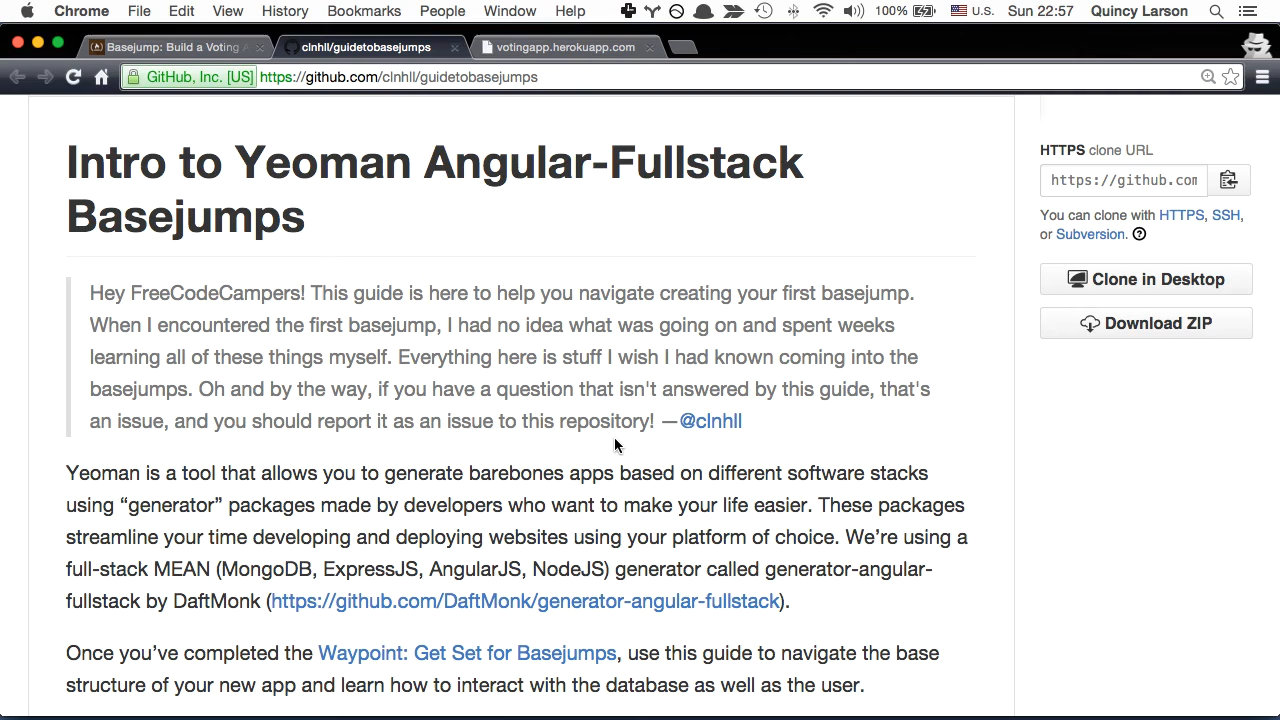 Chrome File Edit View History Bookmarks People Window Help 100% U.S. Sun 22:57 Quincy Larson
Basejump: Build a Voting A clnhll/guidetobasejumps votingapp.herokuapp.com
GitHub, Inc. [US] https://github.com/clnhll/guidetobasejumps
Intro to Yeoman Angular-Fullstack
Basejumps
Hey FreeCodeCampers! This guide is here to help you navigate creating your first basejump.
When I encountered the first basejump, I had no idea what was going on and spent weeks
learning all of these things myself. Everything here is stuff I wish I had known coming into the
basejumps. Oh and by the way, if you have a question that isn't answered by this guide, that's
an issue, and you should report it as an issue to this repository! —@clnhll
Yeoman is a tool that allows you to generate barebones apps based on different software stacks
using “generator” packages made by developers who want to make your life easier. These packages
streamline your time developing and deploying websites using your platform of choice. We’re using a
full-stack MEAN (MongoDB, ExpressJS, AngularJS, NodeJS) generator called generator-angular-
fullstack by DaftMonk (https://github.com/DaftMonk/generator-angular-fullstack).
Once you’ve completed the Waypoint: Get Set for Basejumps, use this guide to navigate the base
structure of your new app and learn how to interact with the database as well as the user.
HTTPS clone URL
https://github.com
You can clone with HTTPS, SSH,
or Subversion.
Clone in Desktop
Download ZIP